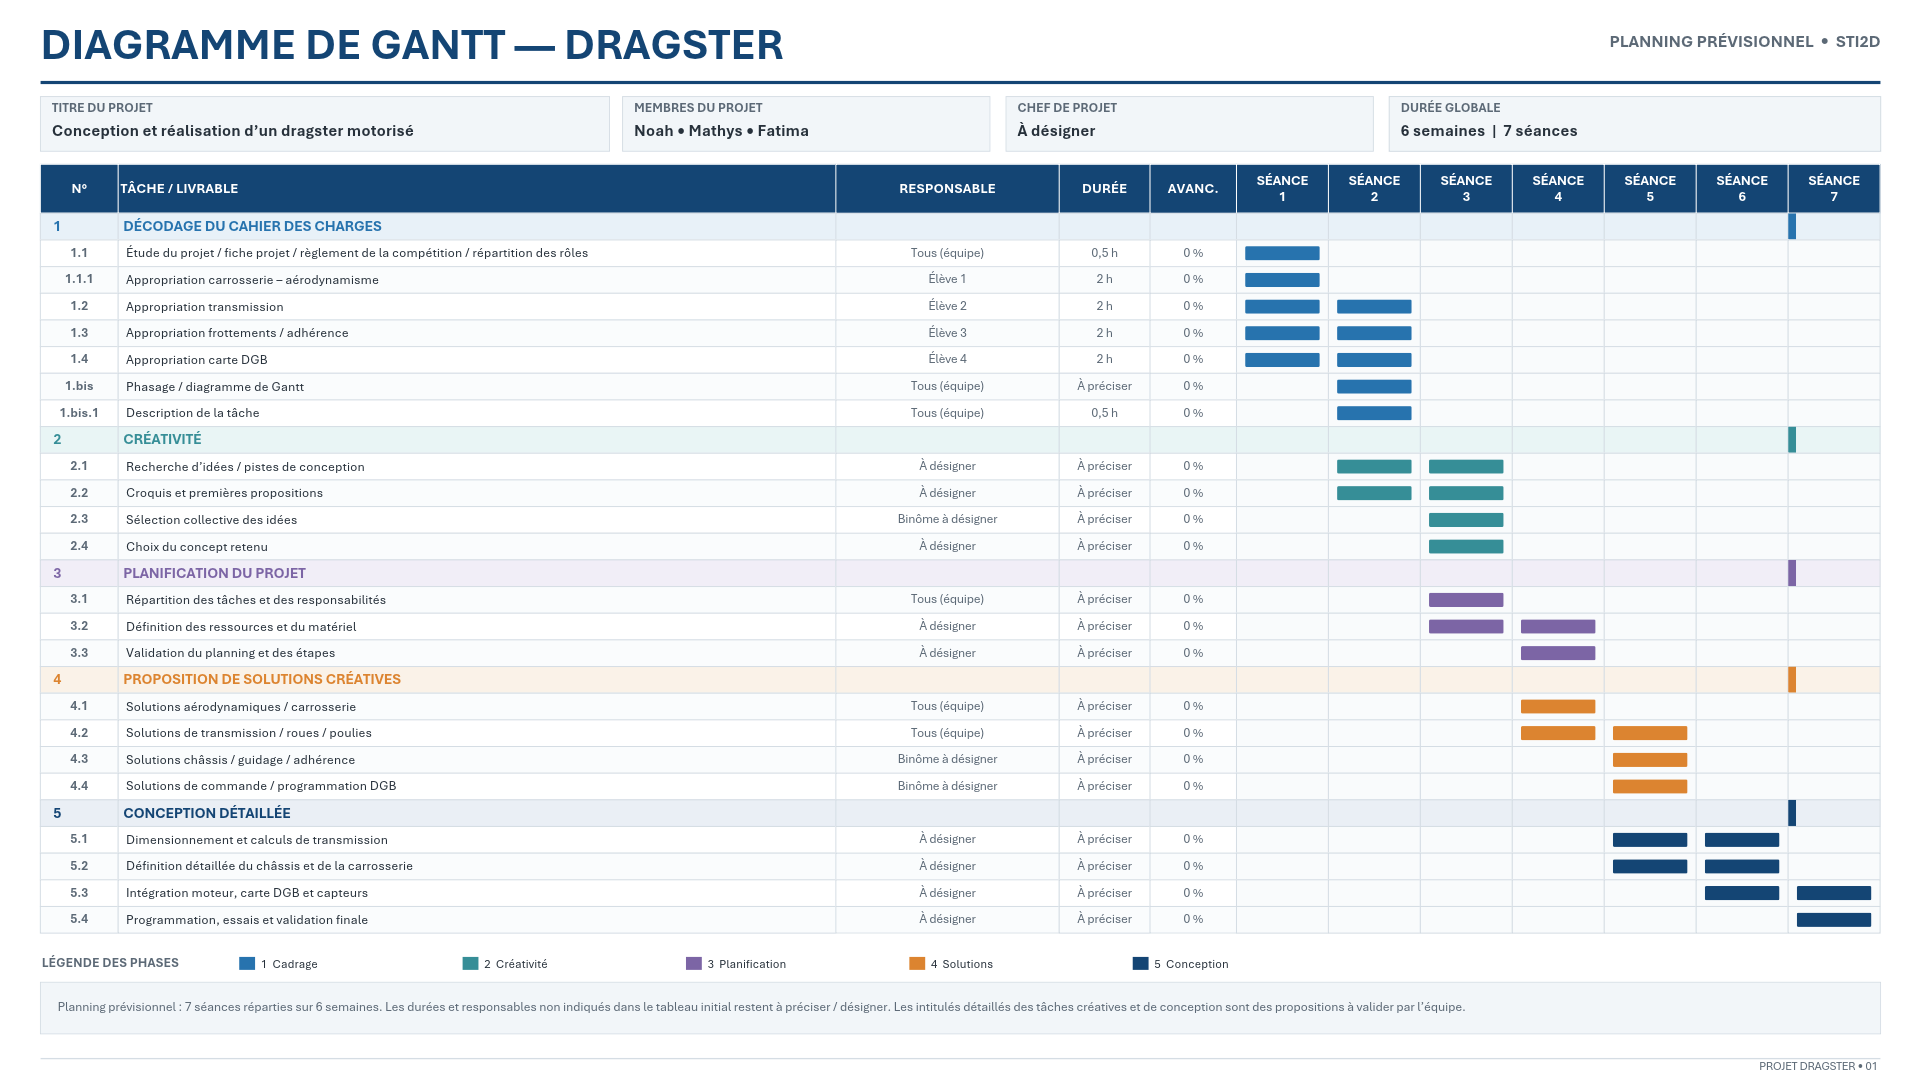 DIAGRAMME DE GANTT — DRAGSTER
PLANNING PRÉVISIONNEL • STI2D
TITRE DU PROJET
Conception et réalisation d’un dragster motorisé
MEMBRES DU PROJET
Noah • Mathys • Fatima
CHEF DE PROJET
À désigner
DURÉE GLOBALE
6 semaines | 7 séances
N° TÂCHE / LIVRABLE RESPONSABLE DURÉE AVANC. SÉANCE 1 SÉANCE 2 SÉANCE 3 SÉANCE 4 SÉANCE 5 SÉANCE 6 SÉANCE 7
1 DÉCODAGE DU CAHIER DES CHARGES
1.1 Étude du projet / fiche projet / règlement de la compétition / répartition des rôles Tous (équipe) 0,5 h 0 %
1.1.1 Appropriation carrosserie – aérodynamisme Élève 1 2 h 0 %
1.2 Appropriation transmission Élève 2 2 h 0 %
1.3 Appropriation frottements / adhérence Élève 3 2 h 0 %
1.4 Appropriation carte DGB Élève 4 2 h 0 %
1.bis Phasage / diagramme de Gantt Tous (équipe) À préciser 0 %
1.bis.1 Description de la tâche Tous (équipe) 0,5 h 0 %
2 CRÉATIVITÉ
2.1 Recherche d’idées / pistes de conception À désigner À préciser 0 %
2.2 Croquis et premières propositions À désigner À préciser 0 %
2.3 Sélection collective des idées Binôme à désigner À préciser 0 %
2.4 Choix du concept retenu À désigner À préciser 0 %
3 PLANIFICATION DU PROJET
3.1 Répartition des tâches et des responsabilités Tous (équipe) À préciser 0 %
3.2 Définition des ressources et du matériel À désigner À préciser 0 %
3.3 Validation du planning et des étapes À désigner À préciser 0 %
4 PROPOSITION DE SOLUTIONS CRÉATIVES
4.1 Solutions aérodynamiques / carrosserie Tous (équipe) À préciser 0 %
4.2 Solutions de transmission / roues / poulies Tous (équipe) À préciser 0 %
4.3 Solutions châssis / guidage / adhérence Binôme à désigner À préciser 0 %
4.4 Solutions de commande / programmation DGB Binôme à désigner À préciser 0 %
5 CONCEPTION DÉTAILLÉE
5.1 Dimensionnement et calculs de transmission À désigner À préciser 0 %
5.2 Définition détaillée du châssis et de la carrosserie À désigner À préciser 0 %
5.3 Intégration moteur, carte DGB et capteurs À désigner À préciser 0 %
5.4 Programmation, essais et validation finale À désigner À préciser 0 %
LÉGENDE DES PHASES 1 Cadrage 2 Créativité 3 Planification 4 Solutions 5 Conception
Planning prévisionnel : 7 séances réparties sur 6 semaines. Les durées et responsables non indiqués dans le tableau initial restent à préciser / désigner. Les intitulés détaillés des tâches créatives et de conception sont des propositions à valider par l’équipe.
PROJET DRAGSTER • 01